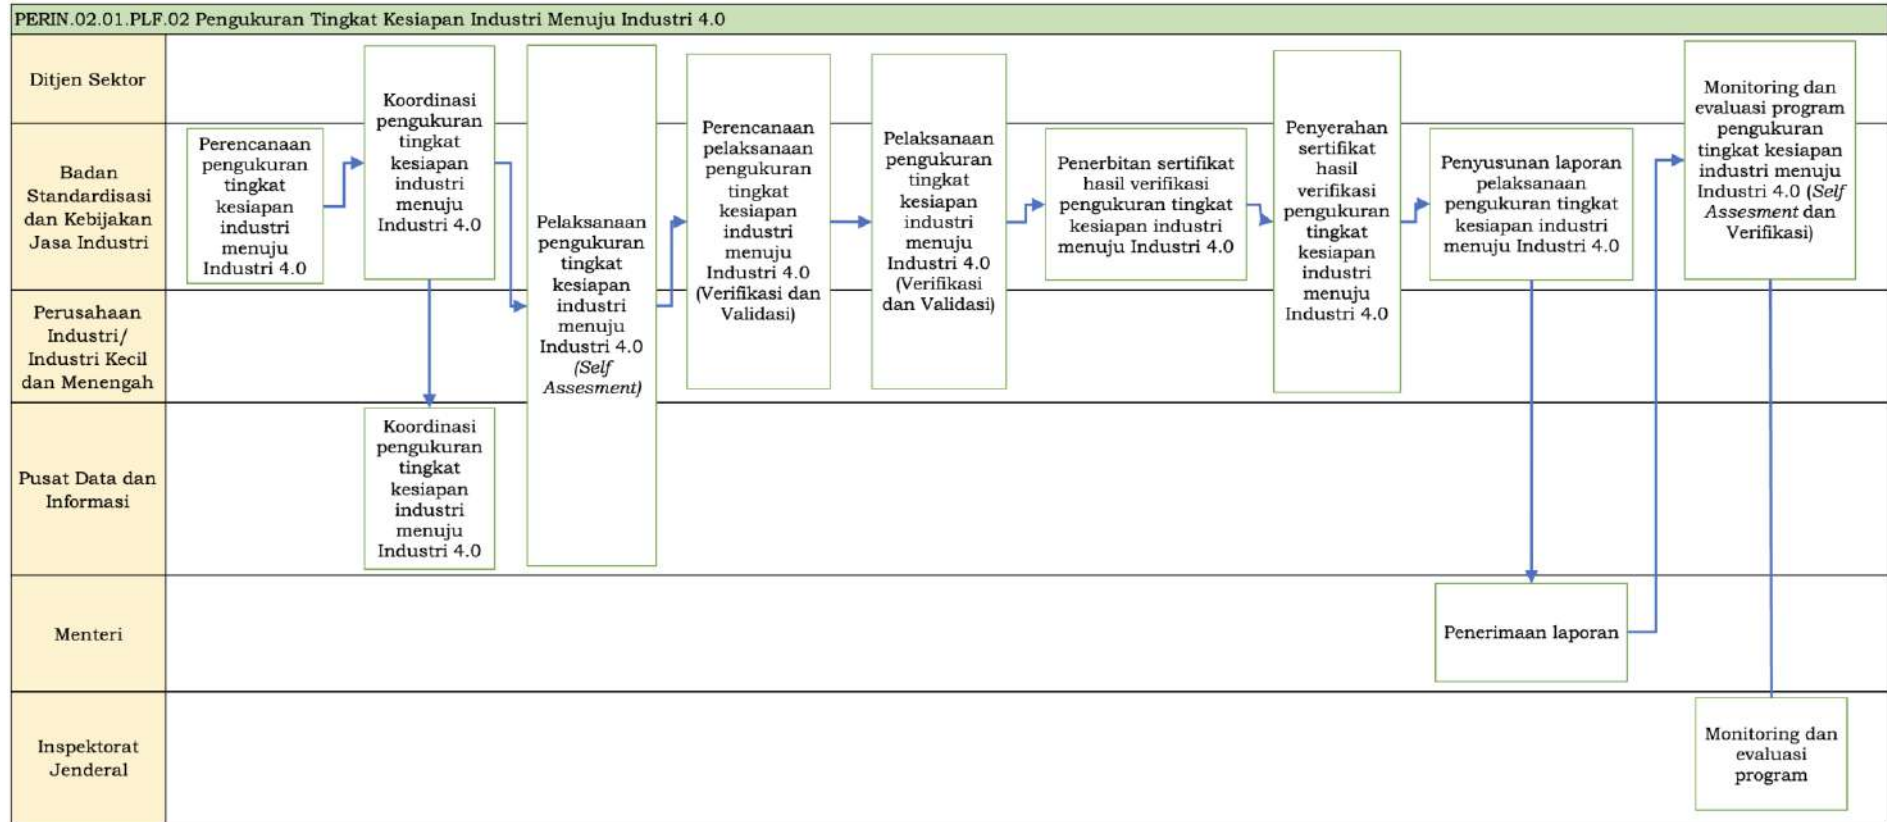 PERIN.02.01.PLF.02 Pengukuran Tingkat Kesiapan Industri Menuju Industri 4.0
Ditjen Sektor
Badan
Standardisasi
dan Kebijakan
Jasa Industri
Perusahaan
Industri/
Industri Kecil
dan Menengah
Pusat Data dan
Informasi
Menteri
Inspektorat
Jenderal
Perencanaan
pengukuran
tingkat
kesiapan
industri
menuju
Industri 4.0
Koordinasi
pengukuran
tingkat
kesiapan
industri
menuju
Industri 4.0
Koordinasi
pengukuran
tingkat
kesiapan
industri
menuju
Industri 4.0
Pelaksanaan
pengukuran
tingkat
kesiapan
industri
menuju
Industri 4.0
(Self
Assesment)
Perencanaan
pelaksanaan
pengukuran
tingkat
kesiapan
industri
menuju
Industri 4.0
(Verifikasi dan
Validasi)
Pelaksanaan
pengukuran
tingkat
kesiapan
industri
menuju
Industri 4.0
(Verifikasi
dan Validasi)
Penerbitan sertifikat
hasil verifikasi
pengukuran tingkat
kesiapan industri
menuju Industri 4.0
Penyerahan
sertifikat
hasil
verifikasi
pengukuran
tingkat
kesiapan
industri
menuju
Industri 4.0
Penyusunan laporan
pelaksanaan
pengukuran tingkat
kesiapan industri
menuju Industri 4.0
Penerimaan laporan
Monitoring dan
evaluasi program
pengukuran
tingkat kesiapan
industri menuju
Industri 4.0 (Self
Assesment dan
Verifikasi)
Monitoring dan
evaluasi
program